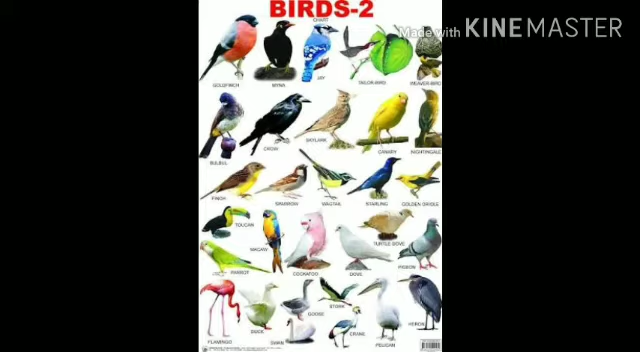 BIRDS-2
CHART
Made with KINEMASTER
GOLDFINCH
MYNA
JAY
TAILOR-BIRD
WEAVER-BIRD
BULBUL
CROW
SKYLARK
CANARY
NIGHTINGALE
FINCH
SPARROW
WAGTAIL
STARLING
GOLDEN ORIOLE
TOUCAN
MACAW
COCKATOO
DOVE
TURTLE DOVE
PIGEON
PARROT
FLAMINGO
DUCK
SWAN
GOOSE
STORK
CRANE
PELICAN
HERON